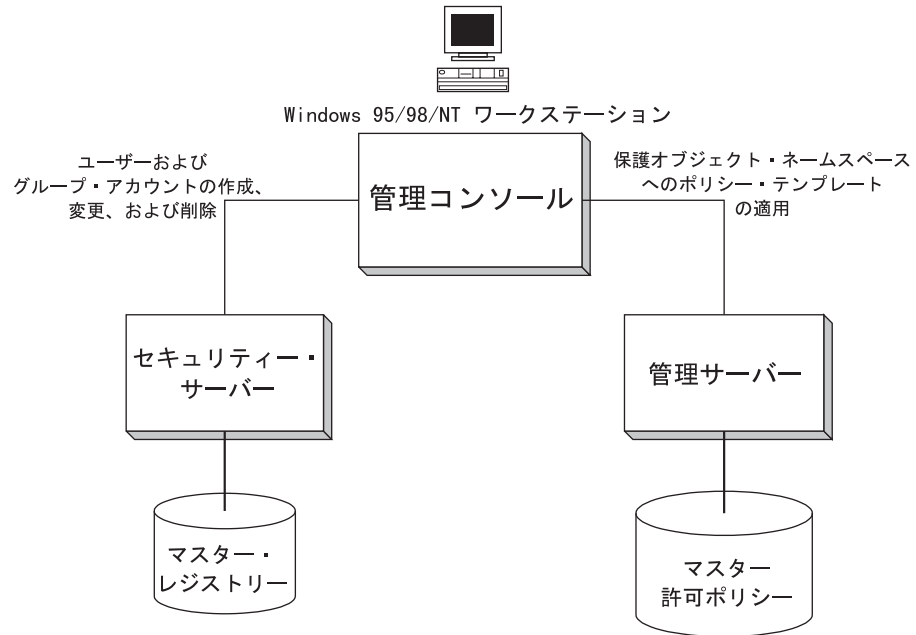 Windows 95/98/NT ワークステーション
ユーザーおよび
グループ・アカウントの作成、
変更、および削除
管理コンソール
保護オブジェクト・ネームスペース
へのポリシー・テンプレート
の適用
セキュリティー・
サーバー
管理サーバー
マスター・
レジストリー
マスター
許可ポリシー